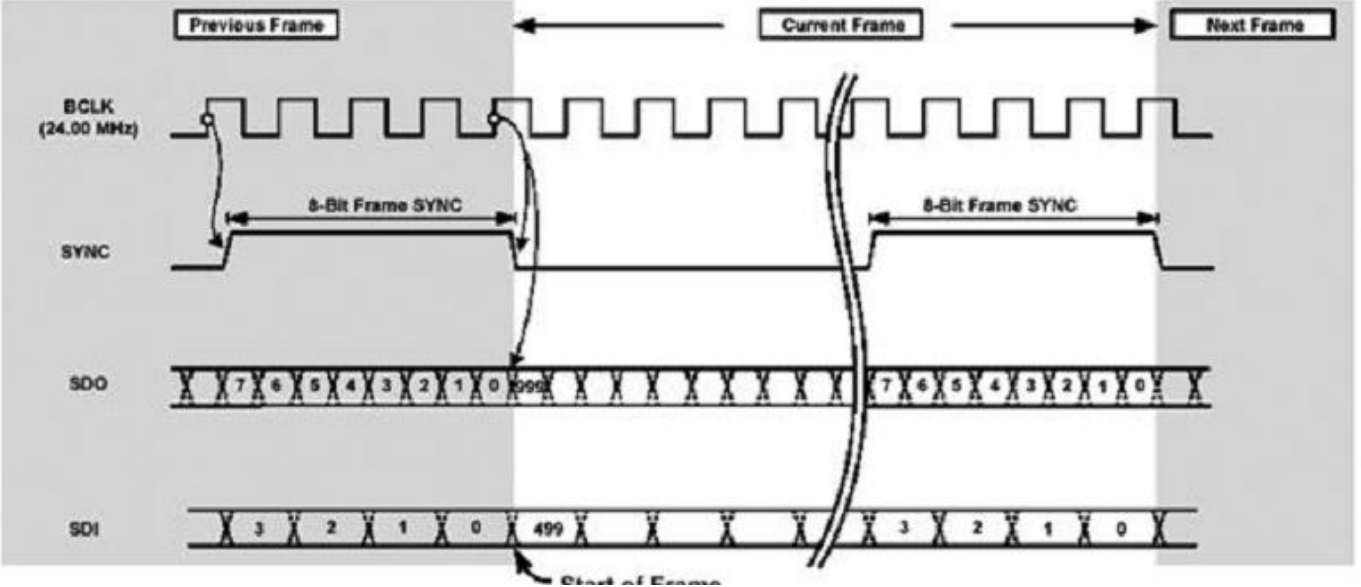 Previous Frame
Current Frame
Next Frame
BCLK
(24.00 MHz)
8-Bit Frame SYNC
8-Bit Frame SYNC
SYNC
SDO
7 6 5 4 3 2 1 0 999
7 6 5 4 3 2 1 0
SDI
3 2 1 0 499
3 2 1 0
Start of Frame